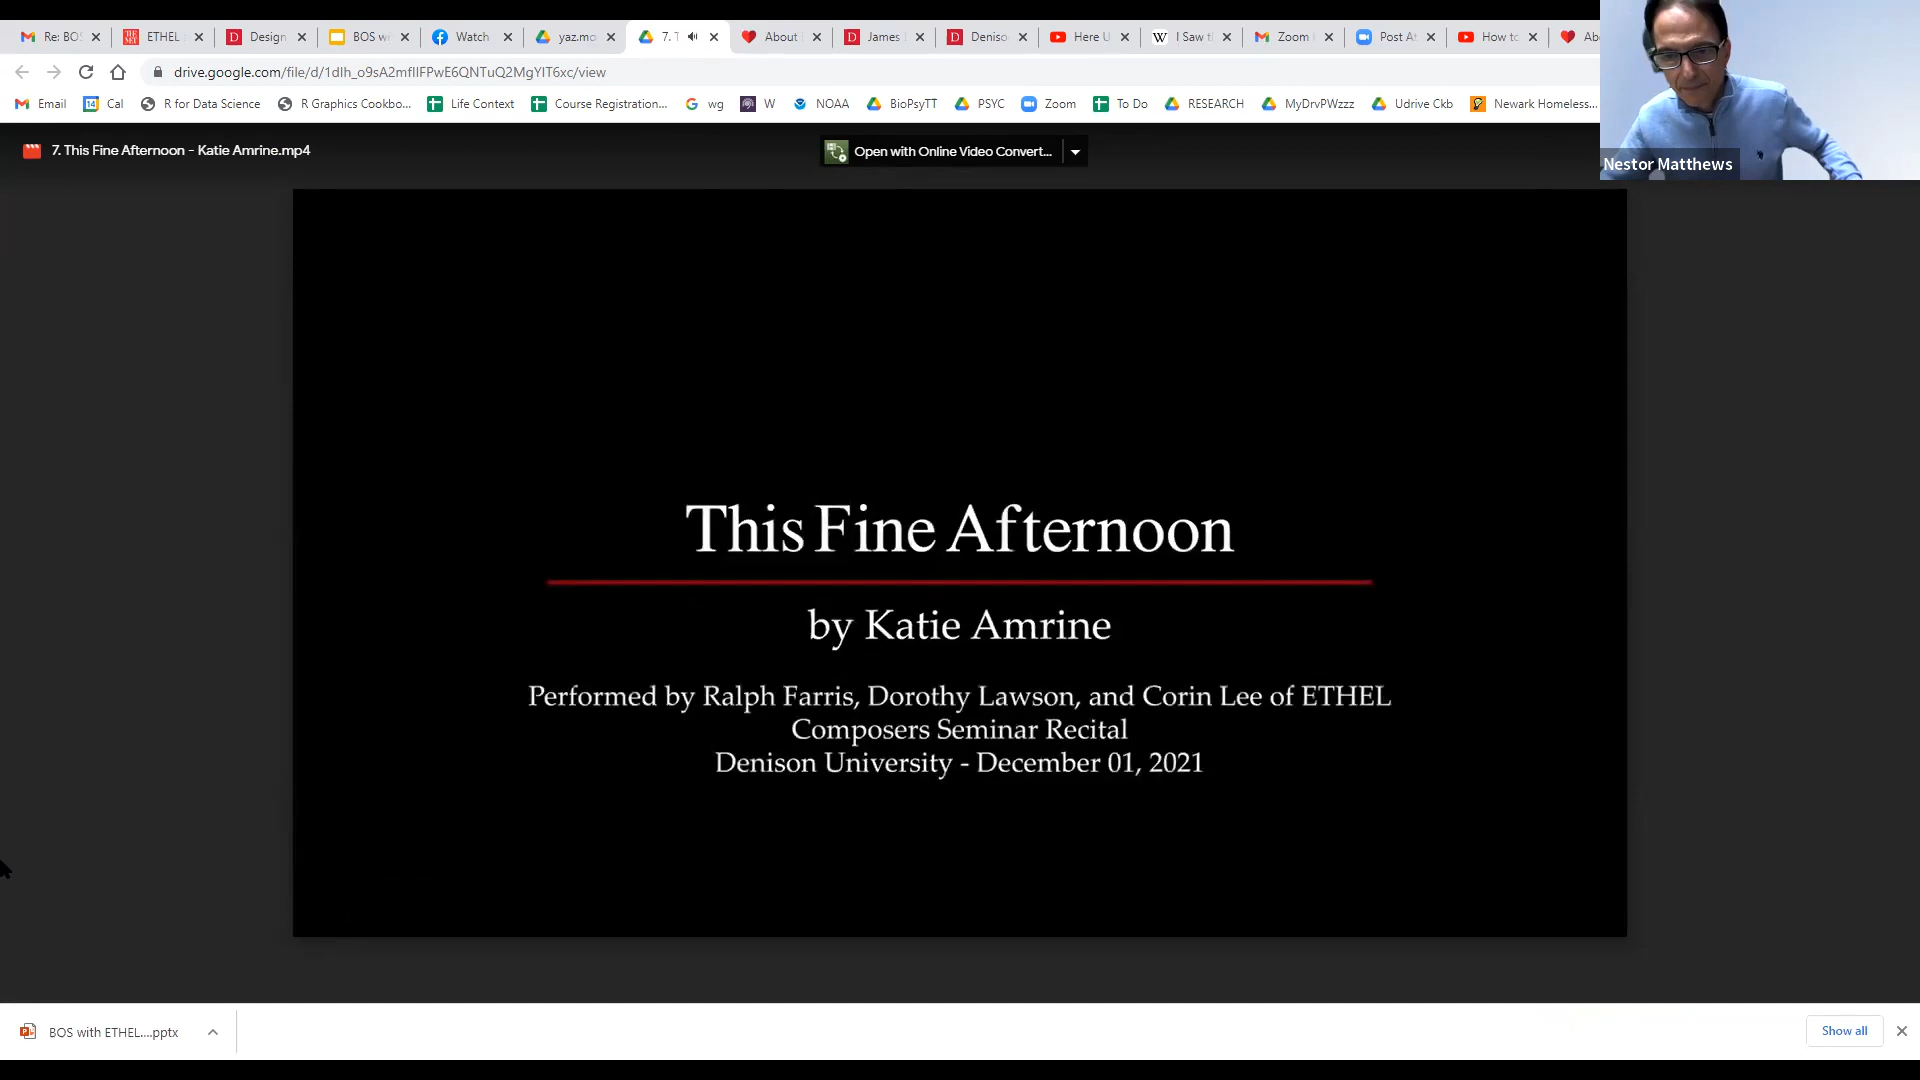 Re: BOS
ETHEL
Design
BOS w
Watch
yaz.mo
7. T
About
James
Deniso
Here U
I Saw t
Zoom
Post A
How to
Abo
drive.google.com/file/d/1dlh_o9sA2mfIIFPwE6QNTuQ2MgYIT6xc/view
Email Cal R for Data Science R Graphics Cookbo... Life Context Course Registration... wg W NOAA BioPsyTT PSYC Zoom To Do RESEARCH MyDrvPWzzz Udrive Ckb Newark Homeless...
7. This Fine Afternoon - Katie Amrine.mp4
Open with Online Video Convert...
Nestor Matthews
This Fine Afternoon
by Katie Amrine
Performed by Ralph Farris, Dorothy Lawson, and Corin Lee of ETHEL
Composers Seminar Recital
Denison University - December 01, 2021
BOS with ETHEL....pptx
Show all